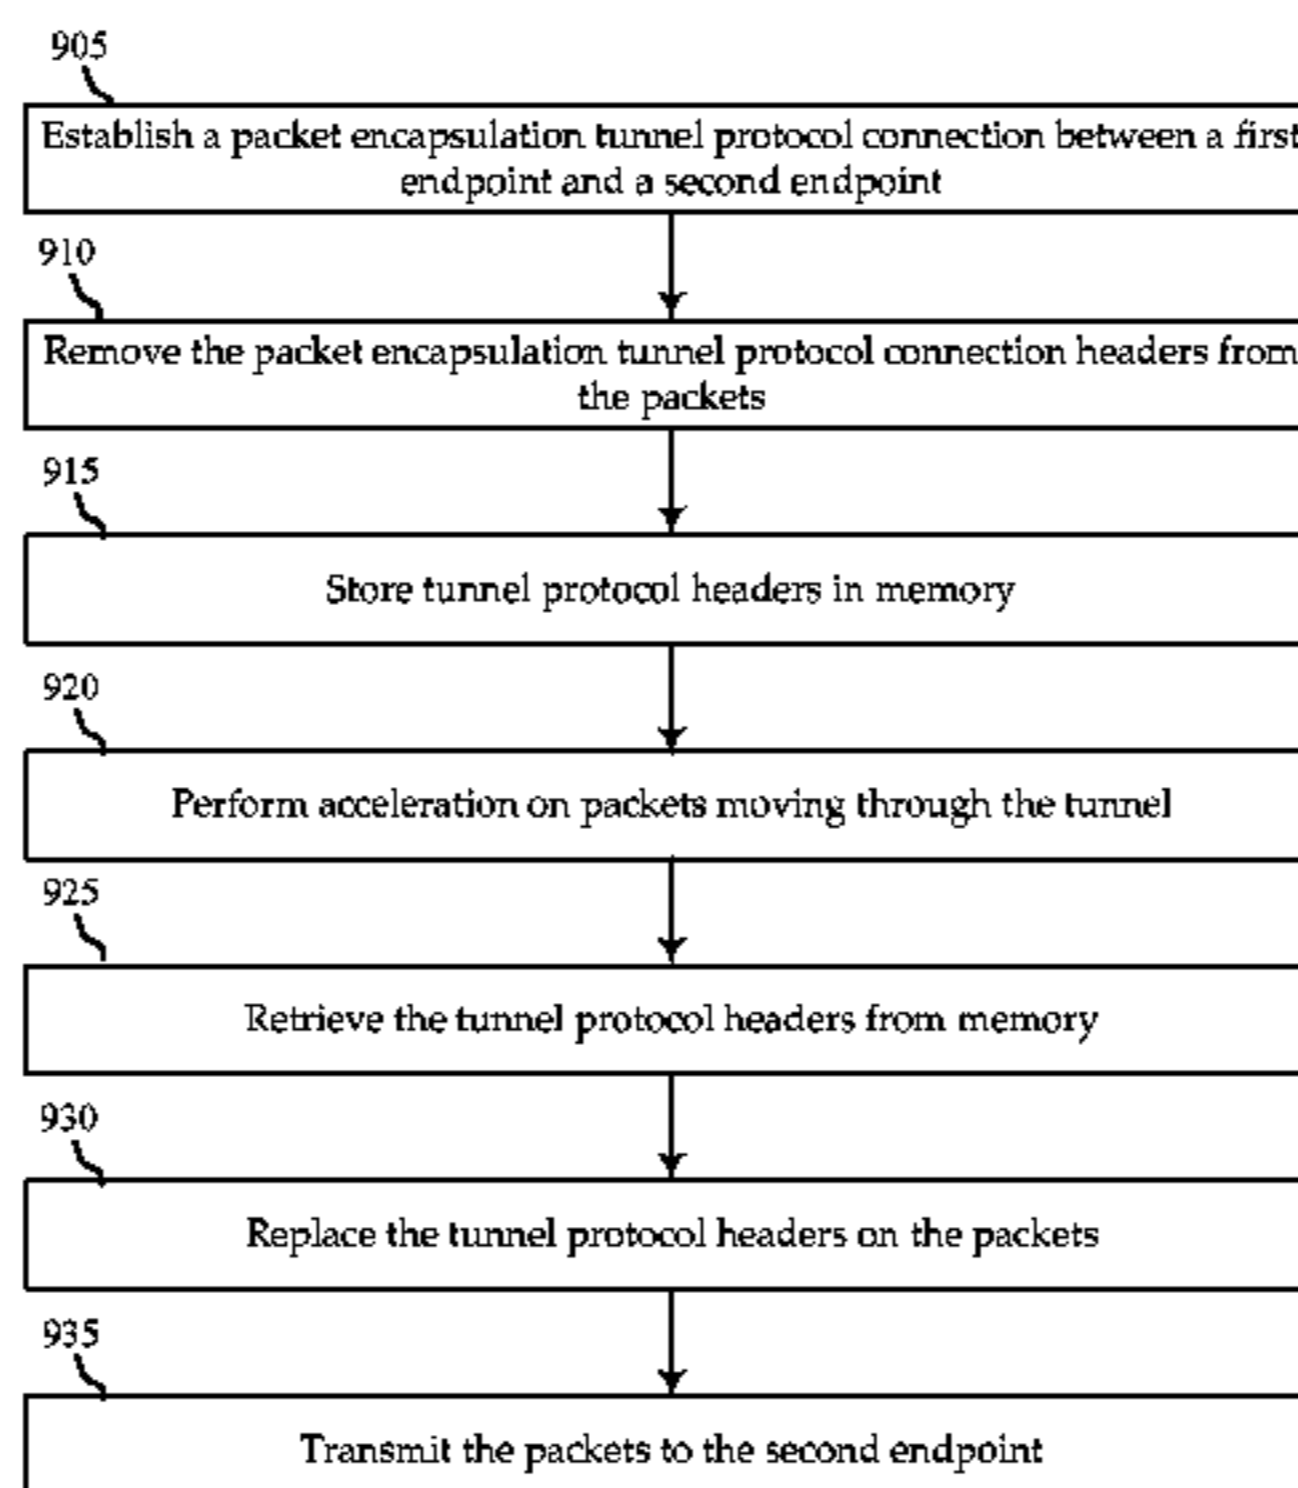 905
Establish a packet encapsulation tunnel protocol connection between a first
endpoint and a second endpoint
910
Remove the packet encapsulation tunnel protocol connection headers from
the packets
915
Store tunnel protocol headers in memory
920
Perform acceleration on packets moving through the tunnel
925
Retrieve the tunnel protocol headers from memory
930
Replace the tunnel protocol headers on the packets
935
Transmit the packets to the second endpoint